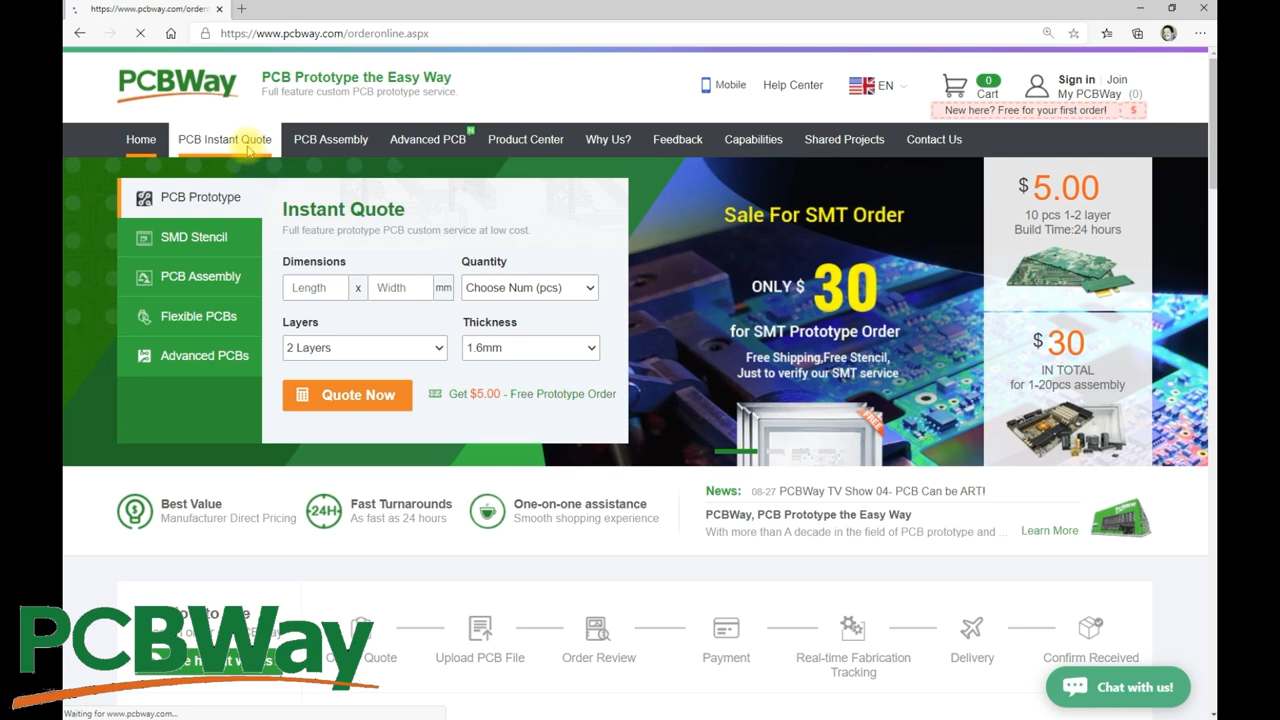 https://www.pcbway.com/order
https://www.pcbway.com/orderonline.aspx
PCBWay
PCB Prototype the Easy Way
Full feature custom PCB prototype service.
Mobile
Help Center
EN
0
Cart
Sign in | Join
My PCBWay (0)
New here? Free for your first order! $
Home
PCB Instant Quote
PCB Assembly
Advanced PCB
N
Product Center
Why Us?
Feedback
Capabilities
Shared Projects
Contact Us
PCB Prototype
SMD Stencil
PCB Assembly
Flexible PCBs
Advanced PCBs
Instant Quote
Full feature prototype PCB custom service at low cost.
Dimensions
Quantity
Length x Width mm
Choose Num (pcs)
Layers
Thickness
2 Layers
1.6mm
Quote Now
Get $5.00 - Free Prototype Order
Sale For SMT Order
ONLY $ 30
for SMT Prototype Order
Free Shipping,Free Stencil,
Just to verify our SMT service
FREE
$ 5.00
10 pcs 1-2 layer
Build Time:24 hours
$ 30
IN TOTAL
for 1-20pcs assembly
Best Value
Manufacturer Direct Pricing
24H
Fast Turnarounds
As fast as 24 hours
One-on-one assistance
Smooth shopping experience
News: 08-27 PCBWay TV Show 04- PCB Can be ART!
PCBWay, PCB Prototype the Easy Way
With more than A decade in the field of PCB prototype and ...
Learn More
Quote
Upload PCB File
Order Review
Payment
Real-time Fabrication
Tracking
Delivery
Confirm Received
PCBWay
Chat with us!
Waiting for www.pcbway.com...